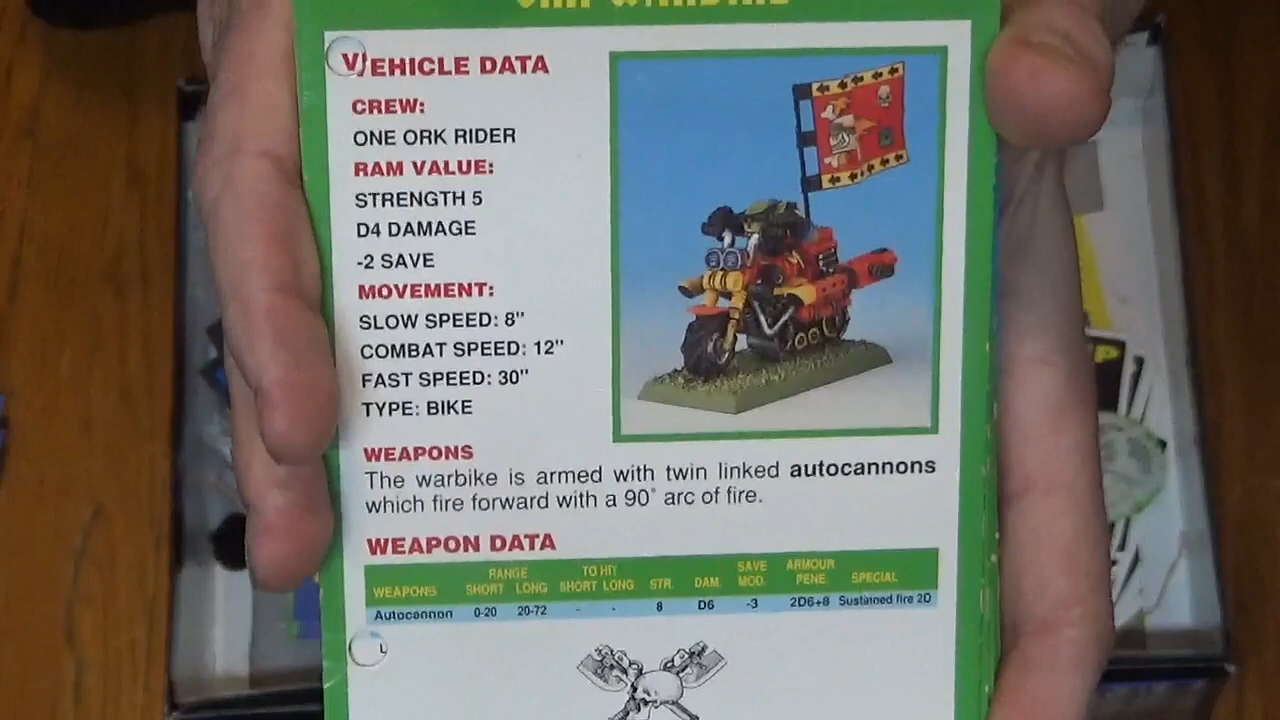 ORK WARBIKE
VEHICLE DATA
CREW:
ONE ORK RIDER
RAM VALUE:
STRENGTH 5
D4 DAMAGE
-2 SAVE
MOVEMENT:
SLOW SPEED: 8"
COMBAT SPEED: 12"
FAST SPEED: 30"
TYPE: BIKE
WEAPONS
The warbike is armed with twin linked autocannons
which fire forward with a 90° arc of fire.
WEAPON DATA
RANGE TO HIT SAVE ARMOUR
WEAPONS SHORT LONG SHORT LONG STR. DAM. MOD. PENE. SPECIAL
Autocannon 0-20 20-72 - - 8 D6 -3 2D6+8 Sustained fire 2D